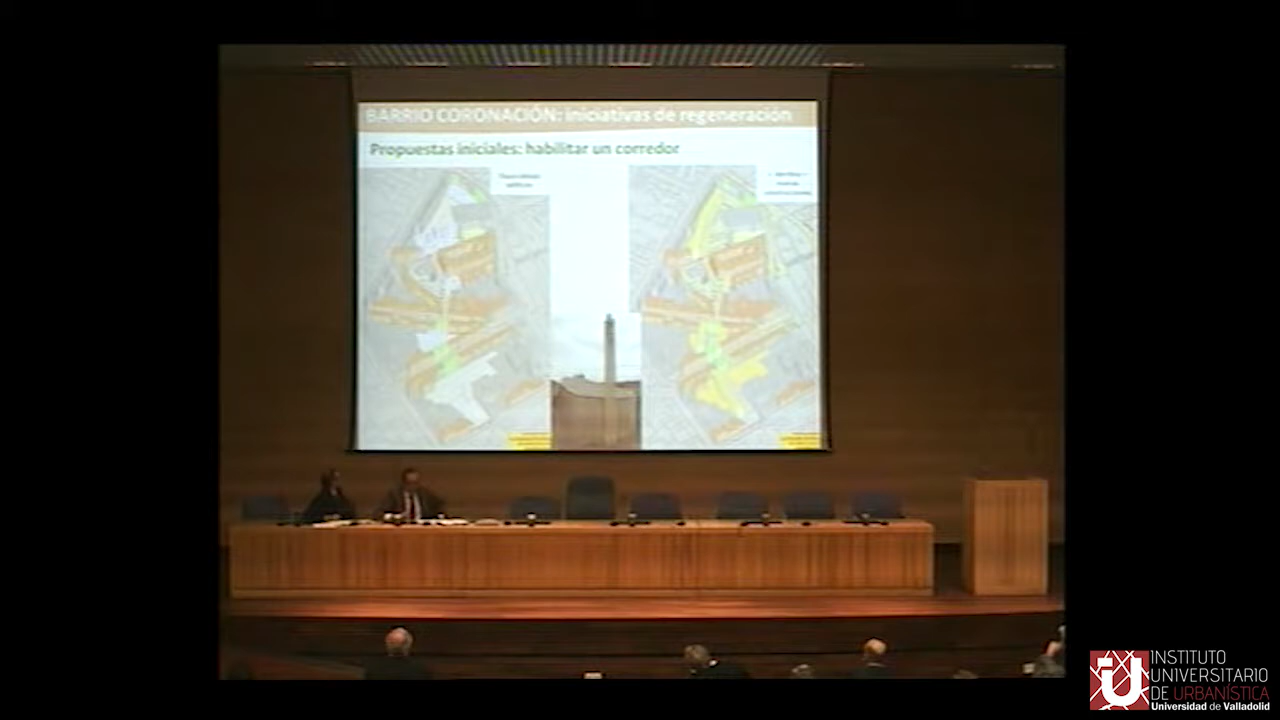 BARRIO CORONACIÓN: iniciativas de regeneración
Propuestas iniciales: habilitar un corredor
INSTITUTO
UNIVERSITARIO
DE URBANÍSTICA
Universidad de Valladolid